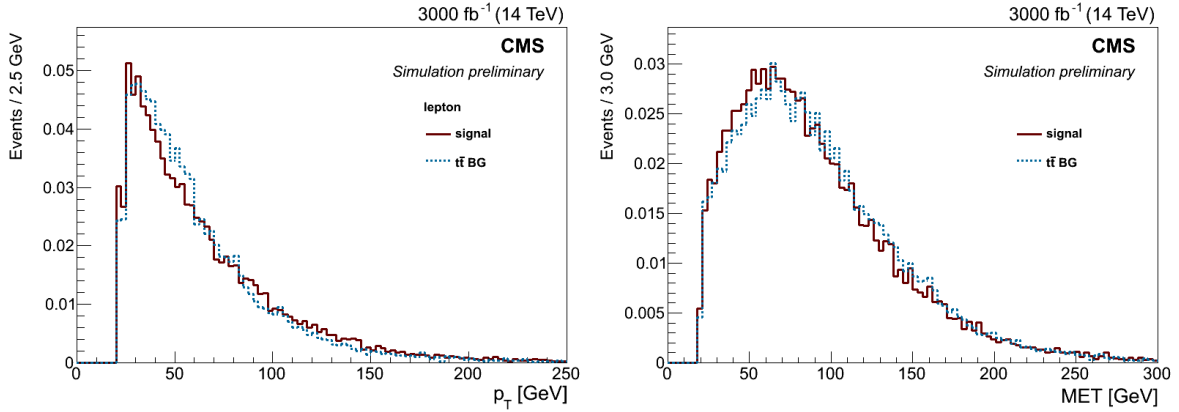 3000 fb⁻¹ (14 TeV)
Events / 2.5 GeV
CMS
Simulation preliminary
lepton
signal
tt̄ BG
0.05
0.04
0.03
0.02
0.01
0
0 50 100 150 200 250
p_T [GeV]
3000 fb⁻¹ (14 TeV)
Events / 3.0 GeV
CMS
Simulation preliminary
signal
tt̄ BG
0.03
0.025
0.02
0.015
0.01
0.005
0
0 50 100 150 200 250 300
MET [GeV]